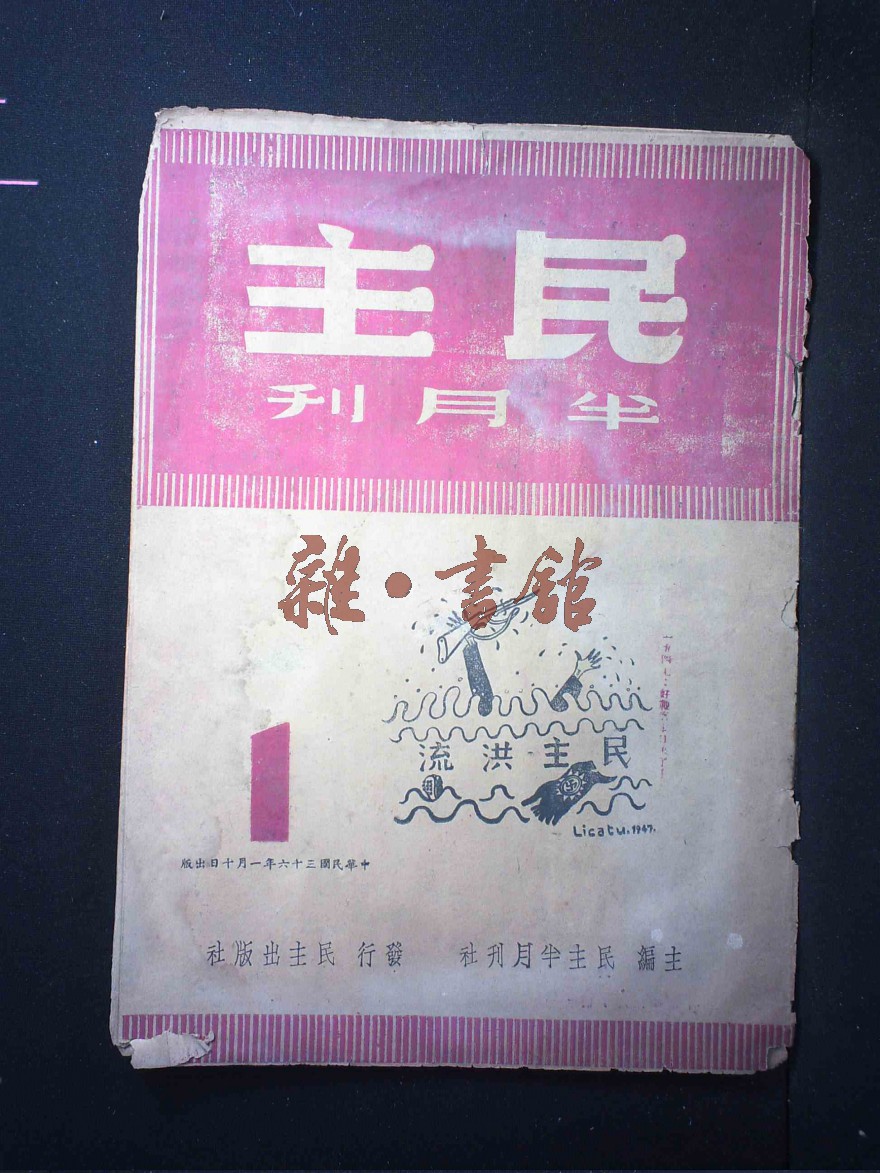 民主
半月刊
雜·書舘
民主洪流
Licatu.1947.
1
中華民國三十六年一月十日出版
主編 民主半月刊社 發行 民主出版社